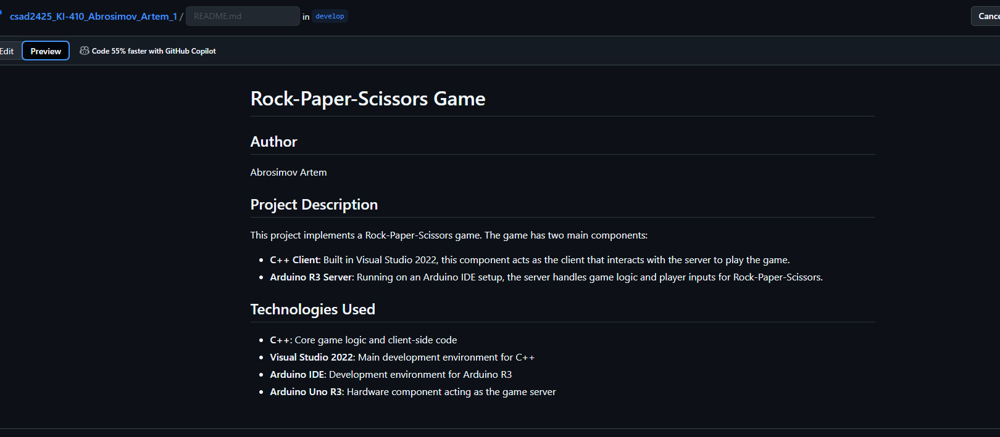 csad2425_KI-410_Abrosimov_Artem_1 / README.md in develop
Cance
Edit Preview Code 55% faster with GitHub Copilot
Rock-Paper-Scissors Game
Author
Abrosimov Artem
Project Description
This project implements a Rock-Paper-Scissors game. The game has two main components:
• C++ Client: Built in Visual Studio 2022, this component acts as the client that interacts with the server to play the game.
• Arduino R3 Server: Running on an Arduino IDE setup, the server handles game logic and player inputs for Rock-Paper-Scissors.
Technologies Used
• C++: Core game logic and client-side code
• Visual Studio 2022: Main development environment for C++
• Arduino IDE: Development environment for Arduino R3
• Arduino Uno R3: Hardware component acting as the game server